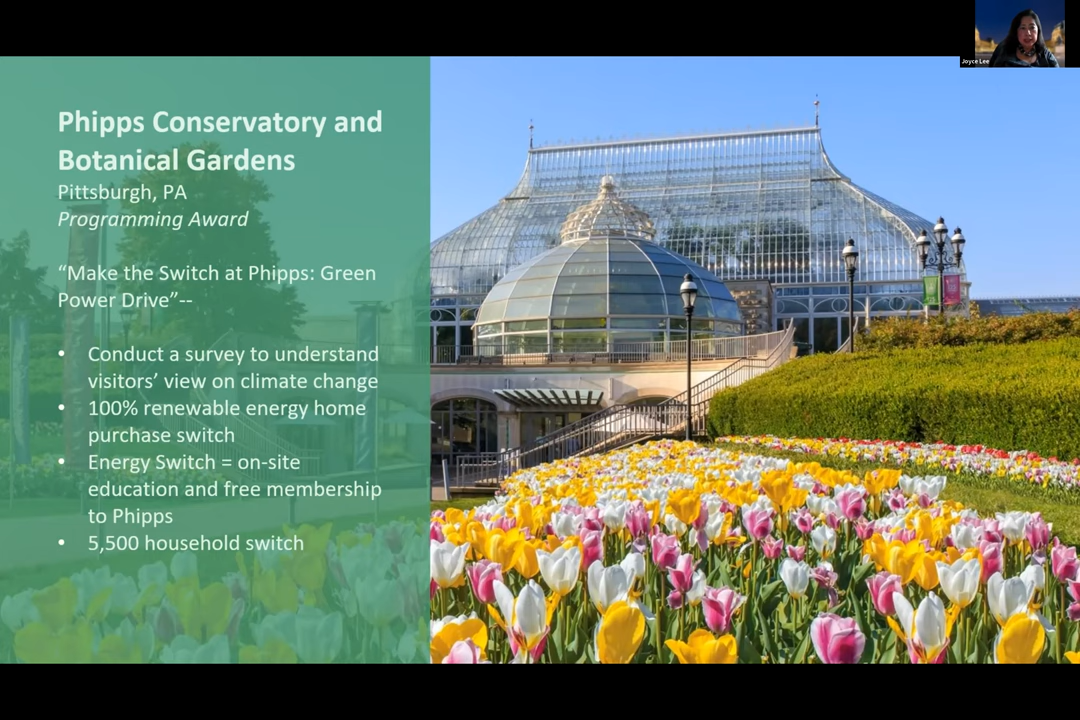 Joyce Lee
Phipps Conservatory and
Botanical Gardens
Pittsburgh, PA
Programming Award
“Make the Switch at Phipps: Green
Power Drive”--
• Conduct a survey to understand
visitors’ view on climate change
• 100% renewable energy home
purchase switch
• Energy Switch = on-site
education and free membership
to Phipps
• 5,500 household switch